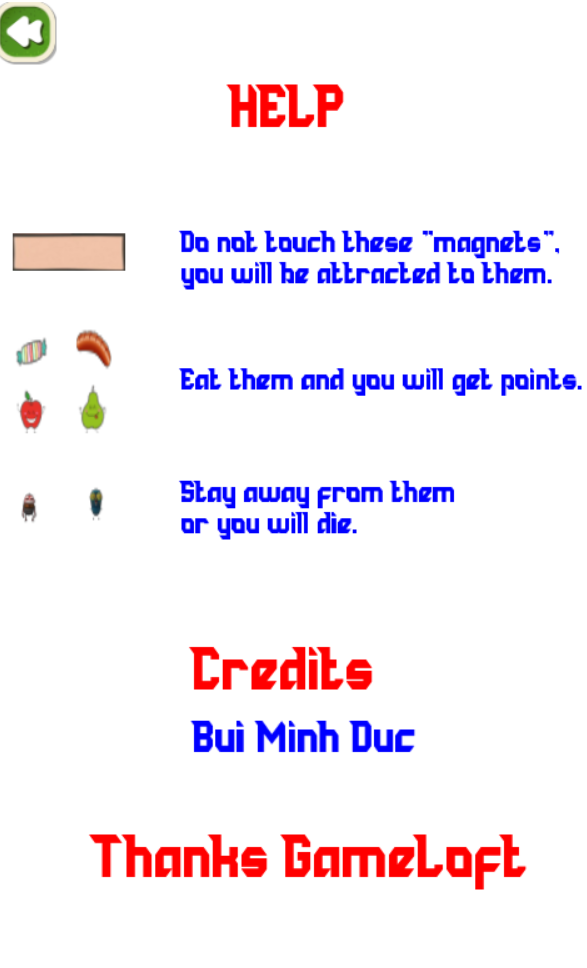 HELP
Do not touch these "magnets",
you will be attracted to them.
Eat them and you will get points.
Stay away from them
or you will die.
Credits
Bui Minh Duc
Thanks GameLoft